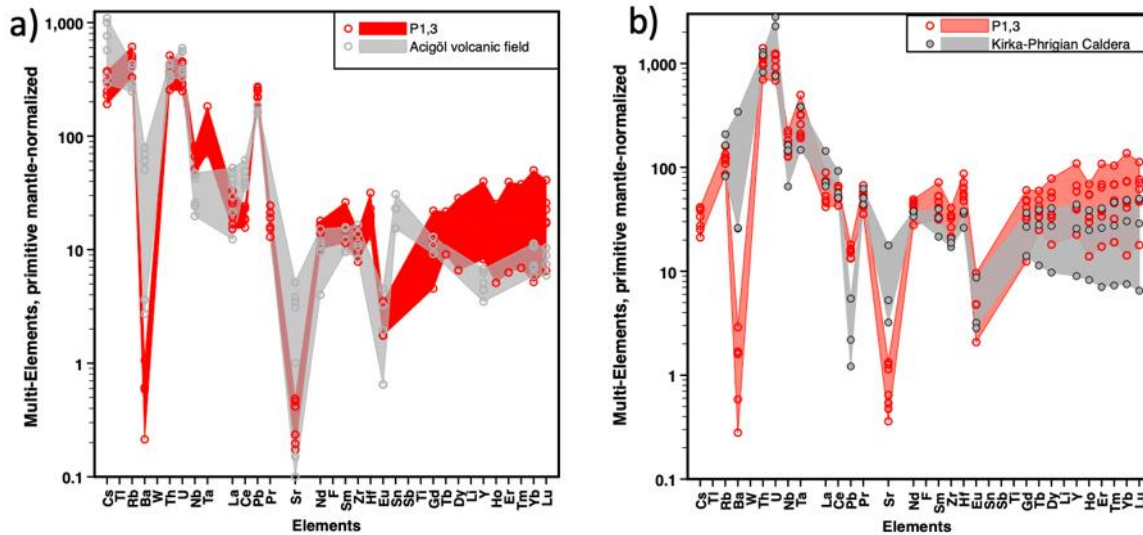 a)
P1,3
Acigöl volcanic field
1,000
100
10
1
0.1
Multi-Elements, primitive mantle-normalized
Cs
Tl
Rb
Ba
W
Th
U
Nb
Ta
La
Ce
Pb
Pr
Sr
Nd
F
Sm
Zr
Hf
Eu
Sn
Sb
Ti
Gd
Tb
Dy
Li
Y
Ho
Er
Tm
Yb
Lu
Elements
b)
P1,3
Kirka-Phrigian Caldera
1,000
100
10
1
0.1
Multi-Elements, primitive mantle-normalized
Cs
Tl
Rb
Ba
W
Th
U
Nb
Ta
La
Ce
Pb
Pr
Sr
Nd
F
Sm
Zr
Hf
Eu
Sn
Sb
Ti
Gd
Tb
Dy
Li
Y
Ho
Er
Tm
Yb
Lu
Elements